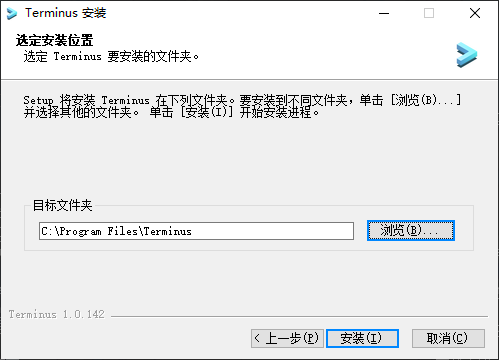 Terminus 安装
选定安装位置
选定 Terminus 要安装的文件夹。
Setup 将安装 Terminus 在下列文件夹。要安装到不同文件夹，单击 [浏览(B)...]
并选择其他的文件夹。 单击 [安装(I)] 开始安装进程。
目标文件夹
C:\Program Files\Terminus
浏览(B)...
Terminus 1.0.142
< 上一步(P)
安装(I)
取消(C)